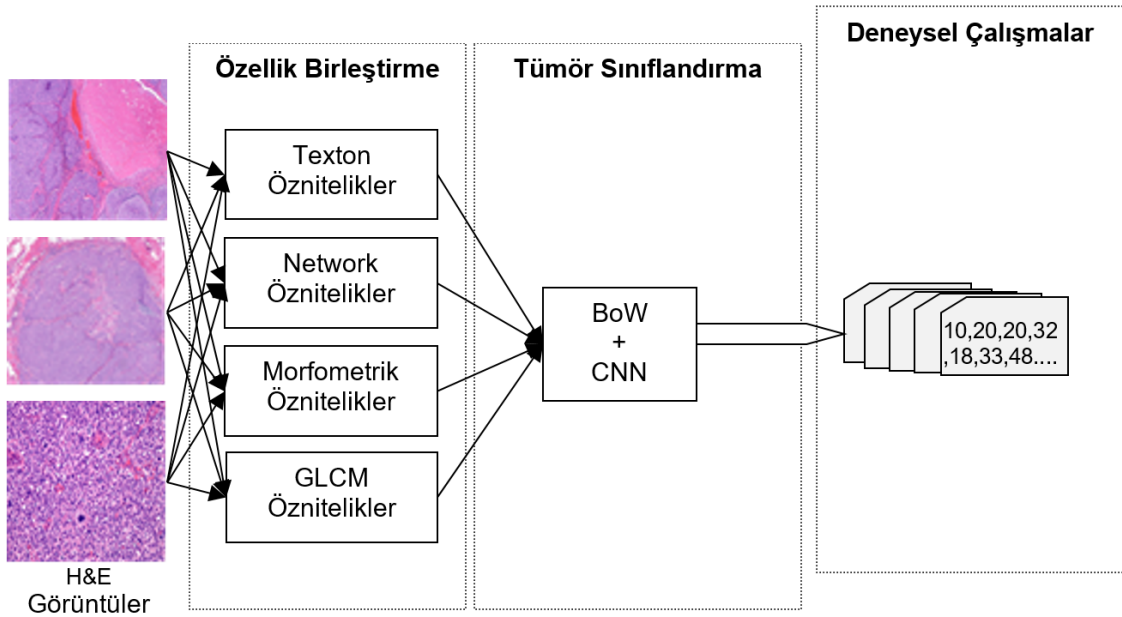 Deneysel Çalışmalar
Özellik Birleştirme
Tümör Sınıflandırma
Texton
Öznitelikler
Network
Öznitelikler
Morfometrik
Öznitelikler
GLCM
Öznitelikler
BoW
+
CNN
10,20,20,32
,18,33,48....
H&E
Görüntüler